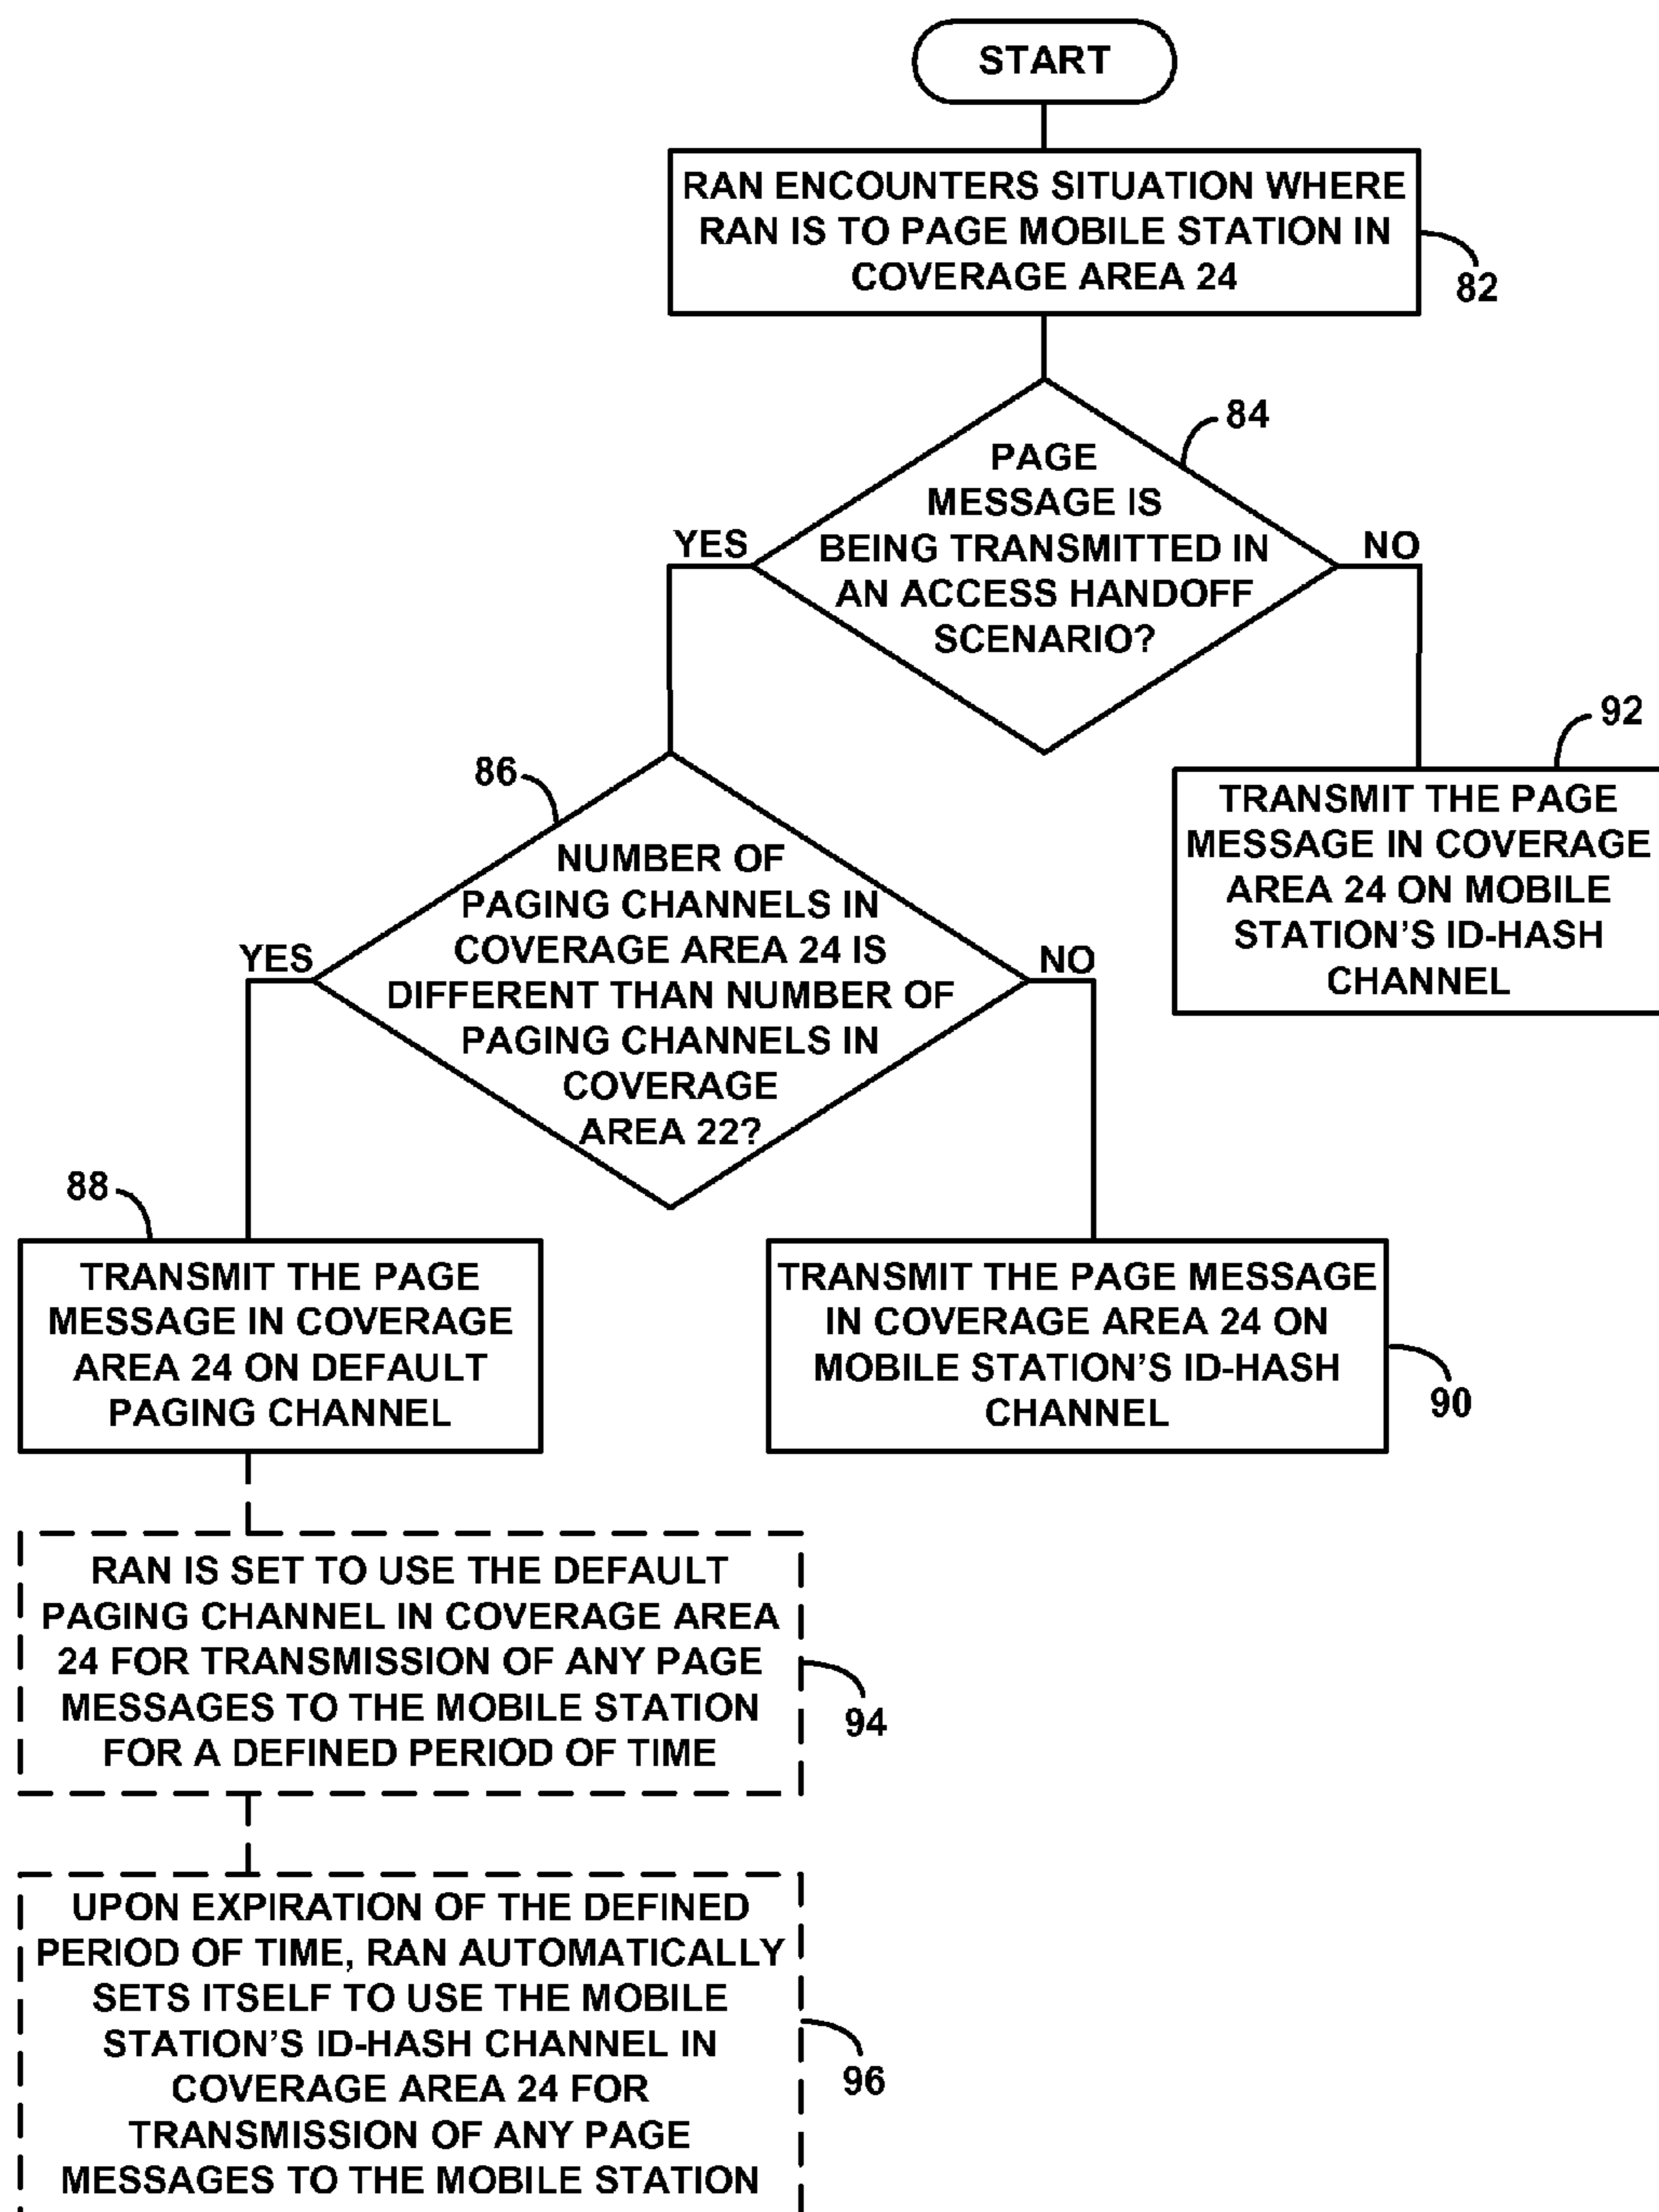 START
RAN ENCOUNTERS SITUATION WHERE
RAN IS TO PAGE MOBILE STATION IN
COVERAGE AREA 24
82
84
PAGE
MESSAGE IS
BEING TRANSMITTED IN
AN ACCESS HANDOFF
SCENARIO?
YES
NO
92
TRANSMIT THE PAGE
MESSAGE IN COVERAGE
AREA 24 ON MOBILE
STATION'S ID-HASH
CHANNEL
86
NUMBER OF
PAGING CHANNELS IN
COVERAGE AREA 24 IS
DIFFERENT THAN NUMBER OF
PAGING CHANNELS IN
COVERAGE
AREA 22?
YES
NO
88
TRANSMIT THE PAGE
MESSAGE IN COVERAGE
AREA 24 ON DEFAULT
PAGING CHANNEL
TRANSMIT THE PAGE MESSAGE
IN COVERAGE AREA 24 ON
MOBILE STATION'S ID-HASH
CHANNEL
90
RAN IS SET TO USE THE DEFAULT
PAGING CHANNEL IN COVERAGE AREA
24 FOR TRANSMISSION OF ANY PAGE
MESSAGES TO THE MOBILE STATION
FOR A DEFINED PERIOD OF TIME
94
UPON EXPIRATION OF THE DEFINED
PERIOD OF TIME, RAN AUTOMATICALLY
SETS ITSELF TO USE THE MOBILE
STATION'S ID-HASH CHANNEL IN
COVERAGE AREA 24 FOR
TRANSMISSION OF ANY PAGE
MESSAGES TO THE MOBILE STATION
96